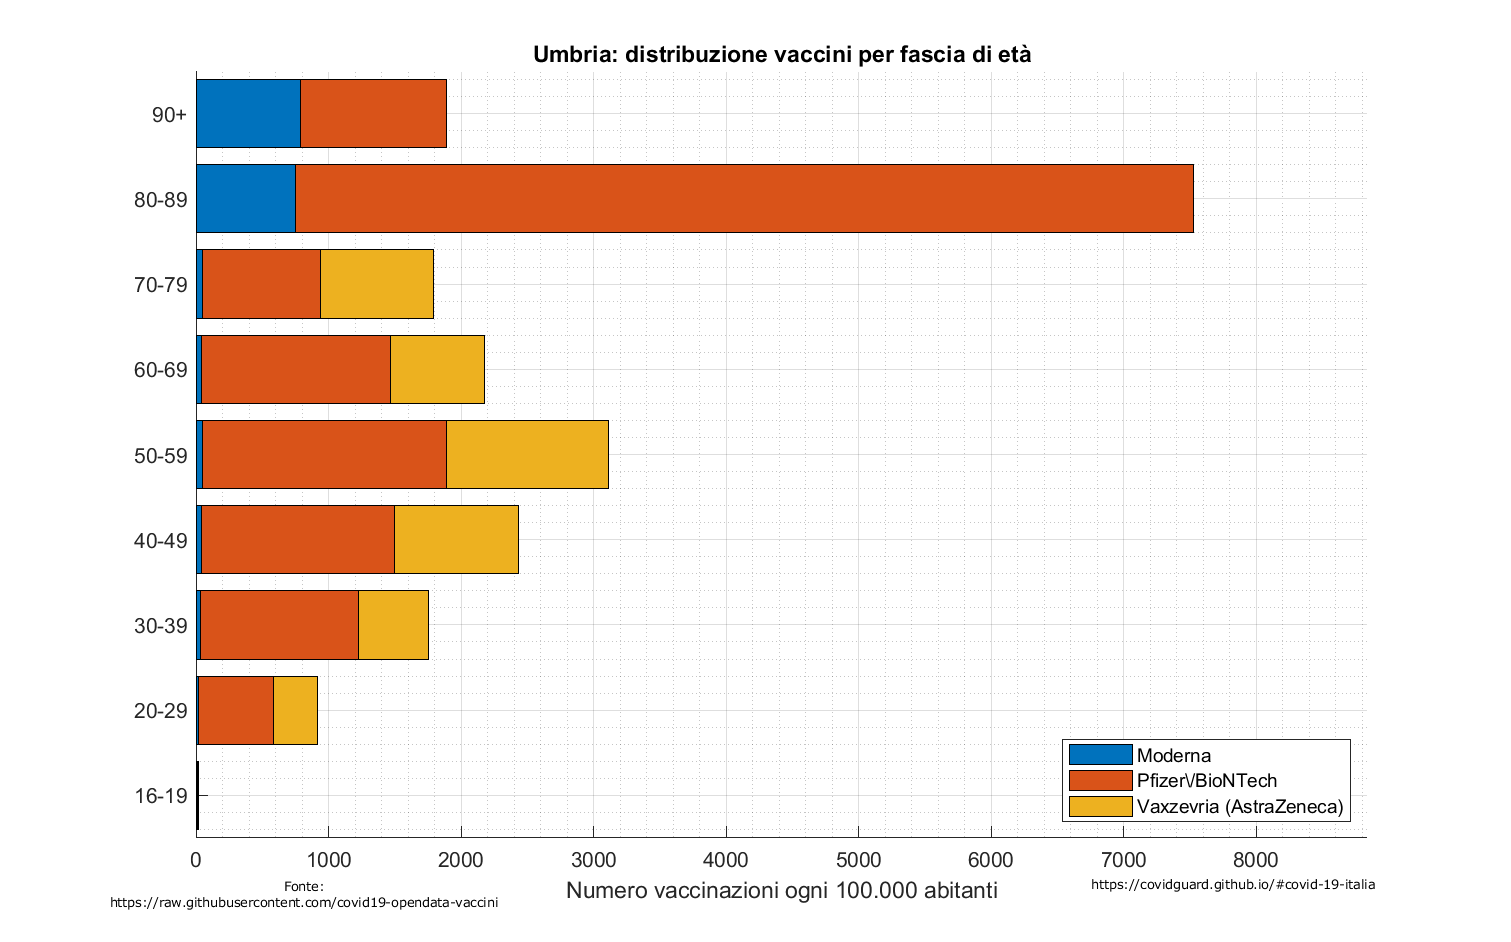 Umbria: distribuzione vaccini per fascia di età
90+
80-89
70-79
60-69
50-59
40-49
30-39
20-29
16-19
Moderna
Pfizer\/BioNTech
Vaxzevria (AstraZeneca)
0 1000 2000 3000 4000 5000 6000 7000 8000
Numero vaccinazioni ogni 100.000 abitanti
Fonte:
https://raw.githubusercontent.com/covid19-opendata-vaccini
https://covidguard.github.io/#covid-19-italia